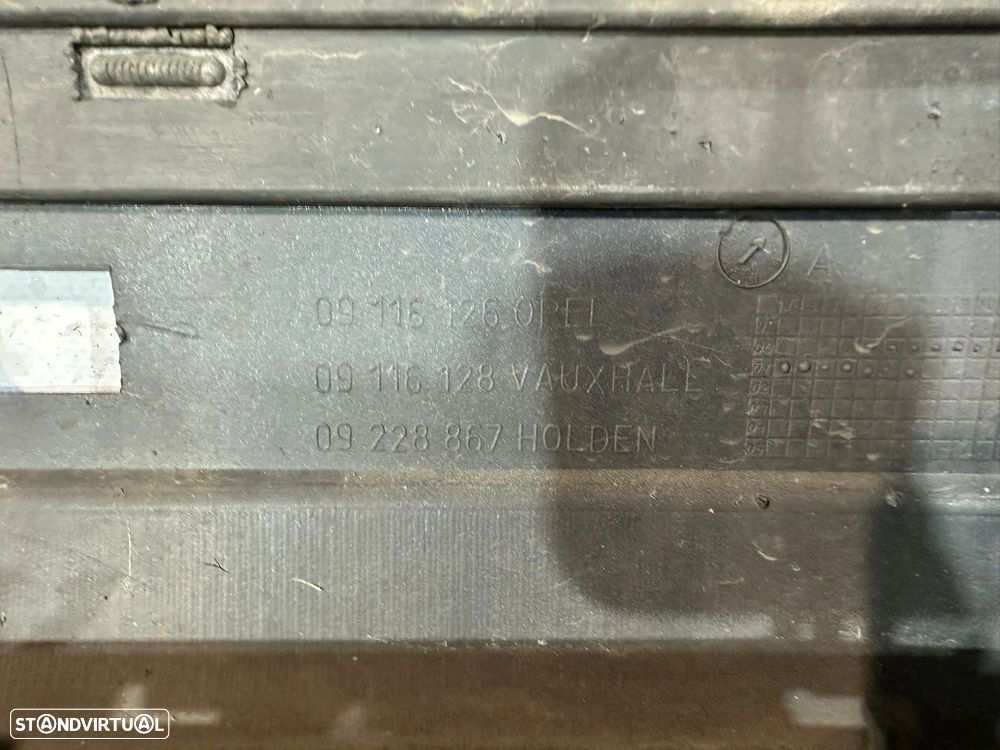 A
09 116 126 OPEL
09 116 128 VAUXHALL
09 228 867 HOLDEN
STANDVIRTUAL